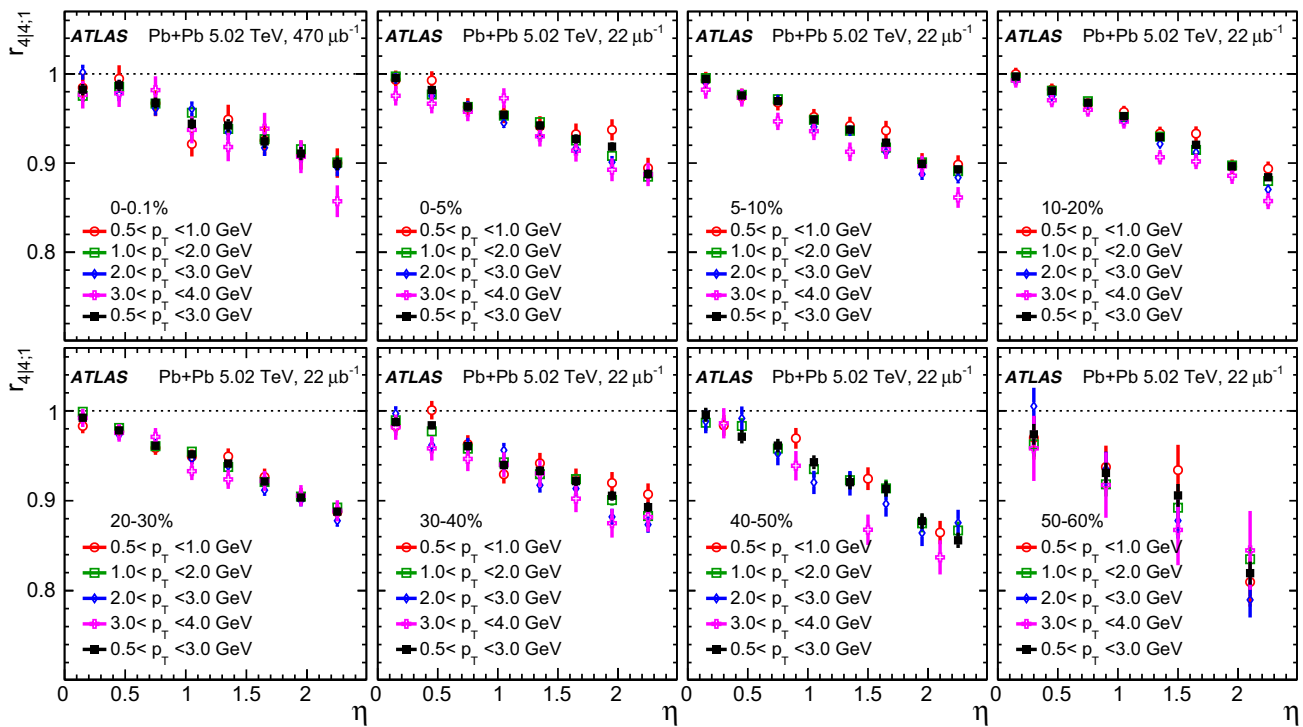 r4|4;1
1
0.9
0.8
ATLAS Pb+Pb 5.02 TeV, 470 μb⁻¹
0-0.1%
0.5< pT <1.0 GeV
1.0< pT <2.0 GeV
2.0< pT <3.0 GeV
3.0< pT <4.0 GeV
0.5< pT <3.0 GeV
ATLAS Pb+Pb 5.02 TeV, 22 μb⁻¹
0-5%
0.5< pT <1.0 GeV
1.0< pT <2.0 GeV
2.0< pT <3.0 GeV
3.0< pT <4.0 GeV
0.5< pT <3.0 GeV
ATLAS Pb+Pb 5.02 TeV, 22 μb⁻¹
5-10%
0.5< pT <1.0 GeV
1.0< pT <2.0 GeV
2.0< pT <3.0 GeV
3.0< pT <4.0 GeV
0.5< pT <3.0 GeV
ATLAS Pb+Pb 5.02 TeV, 22 μb⁻¹
10-20%
0.5< pT <1.0 GeV
1.0< pT <2.0 GeV
2.0< pT <3.0 GeV
3.0< pT <4.0 GeV
0.5< pT <3.0 GeV
r4|4;1
1
0.9
0.8
ATLAS Pb+Pb 5.02 TeV, 22 μb⁻¹
20-30%
0.5< pT <1.0 GeV
1.0< pT <2.0 GeV
2.0< pT <3.0 GeV
3.0< pT <4.0 GeV
0.5< pT <3.0 GeV
0 0.5 1 1.5 2
η
ATLAS Pb+Pb 5.02 TeV, 22 μb⁻¹
30-40%
0.5< pT <1.0 GeV
1.0< pT <2.0 GeV
2.0< pT <3.0 GeV
3.0< pT <4.0 GeV
0.5< pT <3.0 GeV
0 0.5 1 1.5 2
η
ATLAS Pb+Pb 5.02 TeV, 22 μb⁻¹
40-50%
0.5< pT <1.0 GeV
1.0< pT <2.0 GeV
2.0< pT <3.0 GeV
3.0< pT <4.0 GeV
0.5< pT <3.0 GeV
0 0.5 1 1.5 2
η
ATLAS Pb+Pb 5.02 TeV, 22 μb⁻¹
50-60%
0.5< pT <1.0 GeV
1.0< pT <2.0 GeV
2.0< pT <3.0 GeV
3.0< pT <4.0 GeV
0.5< pT <3.0 GeV
0 0.5 1 1.5 2
η